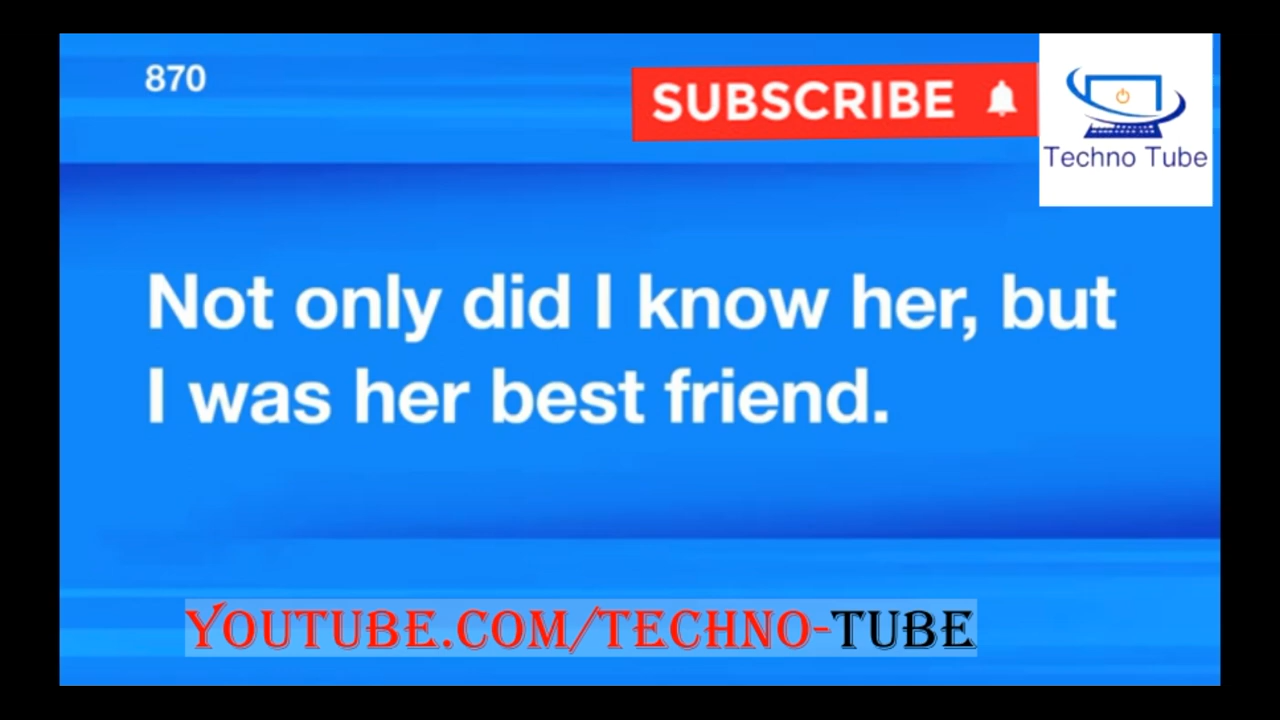 870
SUBSCRIBE
Techno Tube
Not only did I know her, but
I was her best friend.
YOUTUBE.COM/TECHNO-TUBE